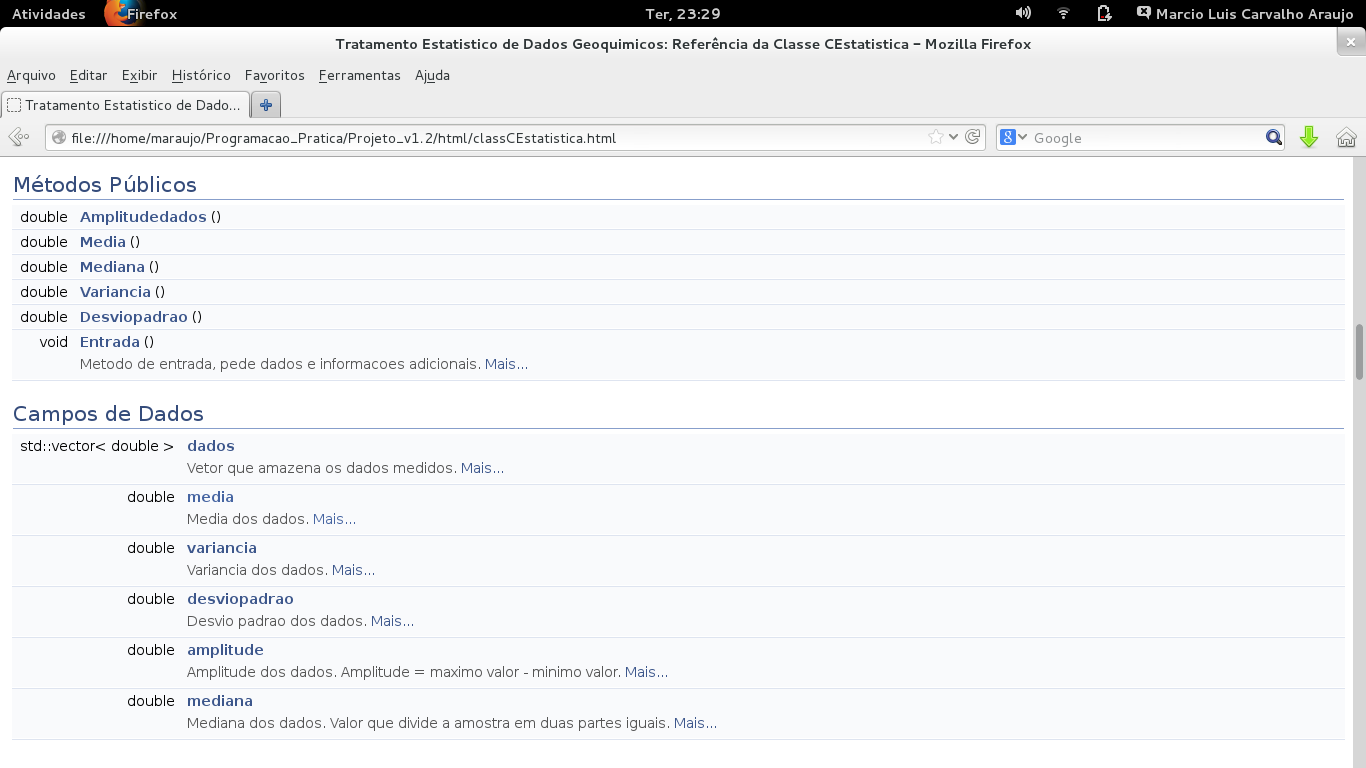 Atividades Firefox Ter, 23:29 Marcio Luis Carvalho Araujo
Tratamento Estatistico de Dados Geoquimicos: Referência da Classe CEstatistica - Mozilla Firefox
Arquivo Editar Exibir Histórico Favoritos Ferramentas Ajuda
Tratamento Estatistico de Dado...
file:///home/maraujo/Programacao_Pratica/Projeto_v1.2/html/classCEstatistica.html Google
Métodos Públicos
double Amplitudedados ()
double Media ()
double Mediana ()
double Variancia ()
double Desviopadrao ()
void Entrada ()
Metodo de entrada, pede dados e informacoes adicionais. Mais...
Campos de Dados
std::vector< double > dados
Vetor que amazena os dados medidos. Mais...
double media
Media dos dados. Mais...
double variancia
Variancia dos dados. Mais...
double desviopadrao
Desvio padrao dos dados. Mais...
double amplitude
Amplitude dos dados. Amplitude = maximo valor - minimo valor. Mais...
double mediana
Mediana dos dados. Valor que divide a amostra em duas partes iguais. Mais...